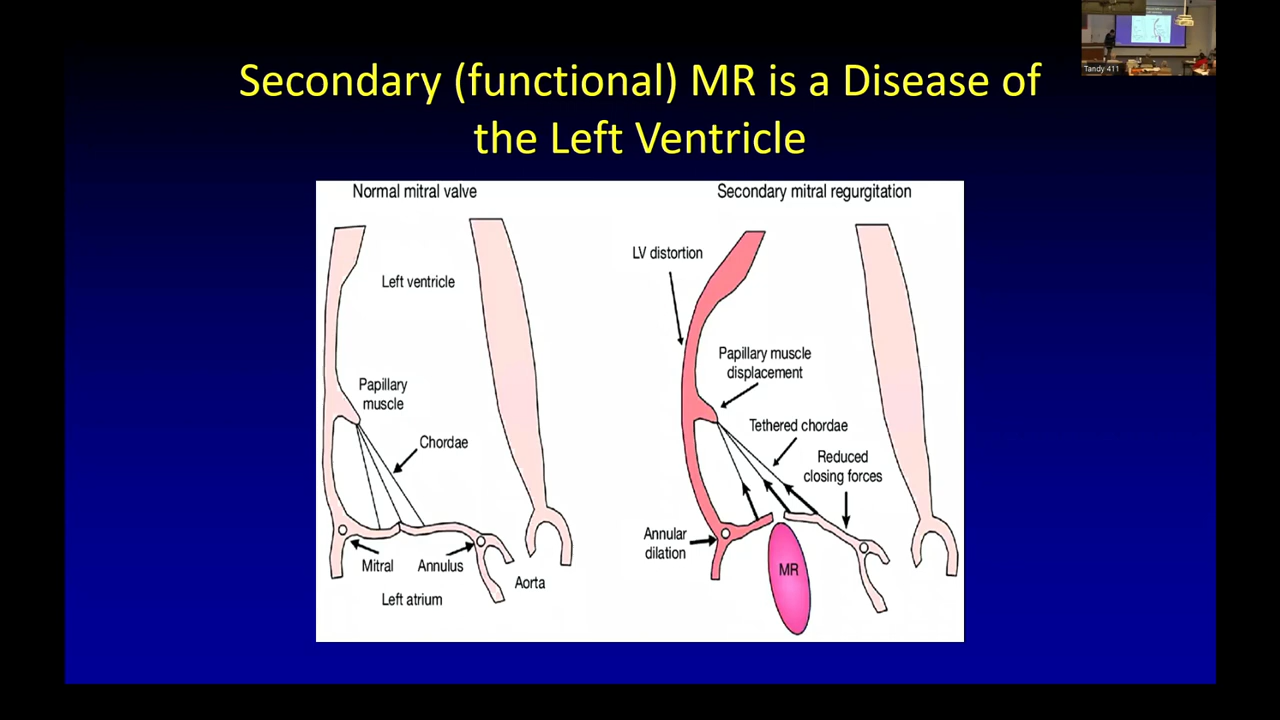 Tandy 411
Secondary (functional) MR is a Disease of
the Left Ventricle
Normal mitral valve
Left ventricle
Papillary
muscle
Chordae
Mitral
Annulus
Left atrium
Aorta
Secondary mitral regurgitation
LV distortion
Papillary muscle
displacement
Tethered chordae
Reduced
closing forces
Annular
dilation
MR